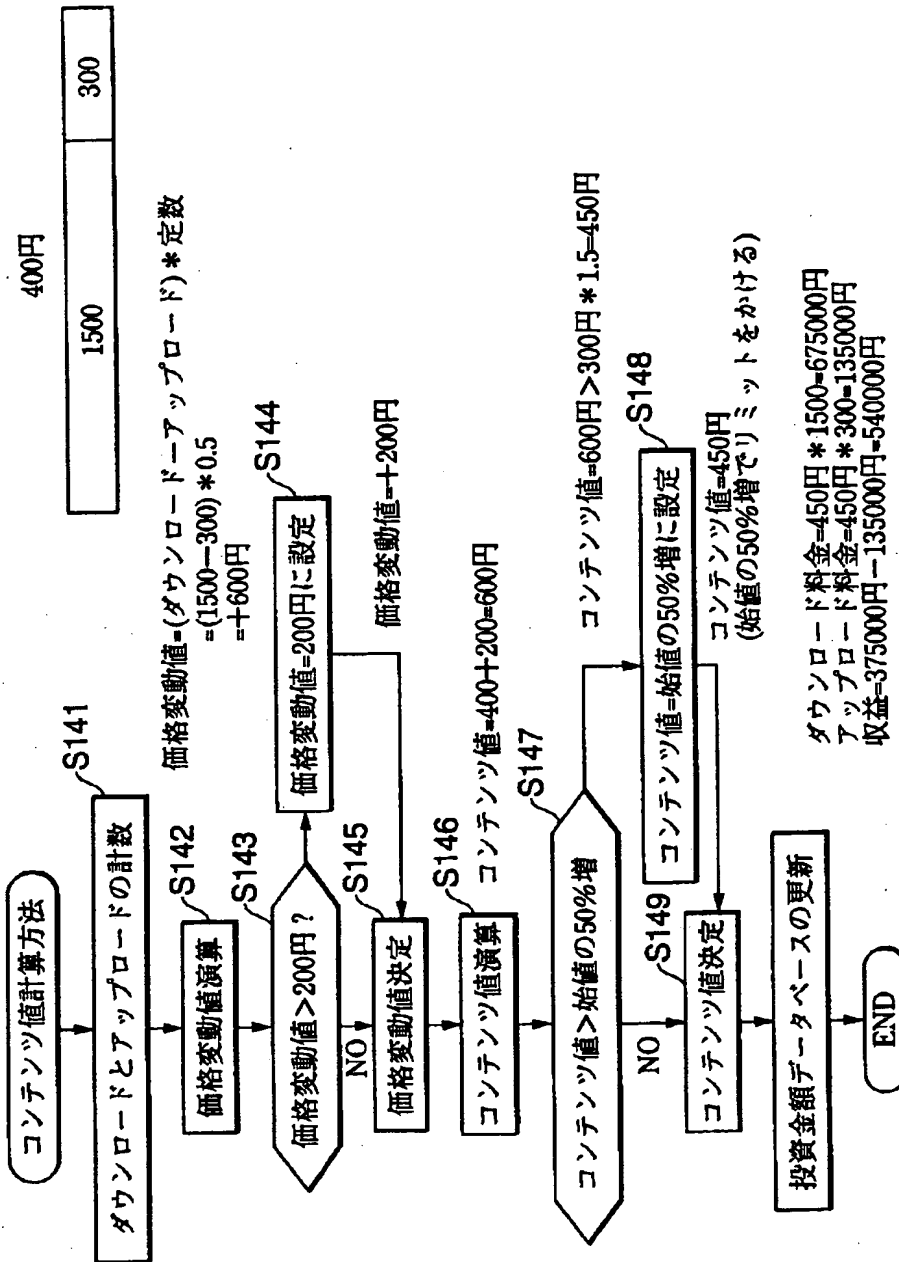 400円
1500 300
コンテンツ値計算方法
S141
ダウンロードとアップロードの計数
価格変動値=(ダウンロードーアップロード)*定数
=(1500−300)*0.5
=+600円
S142
価格変動値演算
S143
価格変動値>200円?
S144
価格変動値=200円に設定
価格変動値=+200円
NO
S145
価格変動値決定
S146
コンテンツ値演算
コンテンツ値=400+200=600円
S147
コンテンツ値>始値の50%増
コンテンツ値=600円>300円*1.5=450円
S148
コンテンツ値=始値の50%増に設定
コンテンツ値=450円
(始値の50%増でリミットをかける)
NO
S149
コンテンツ値決定
投資金額データベースの更新
ダウンロード料金=450円*1500=675000円
アップロード料金=450円*300=135000円
収益=375000円−135000円=540000円
END